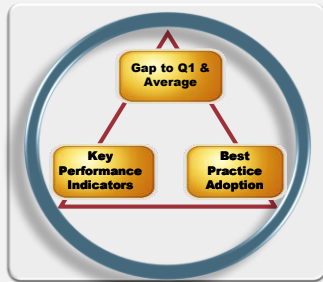 Gap to Q1 &
Average
Key
Performance
Indicators
Best
Practice
Adoption